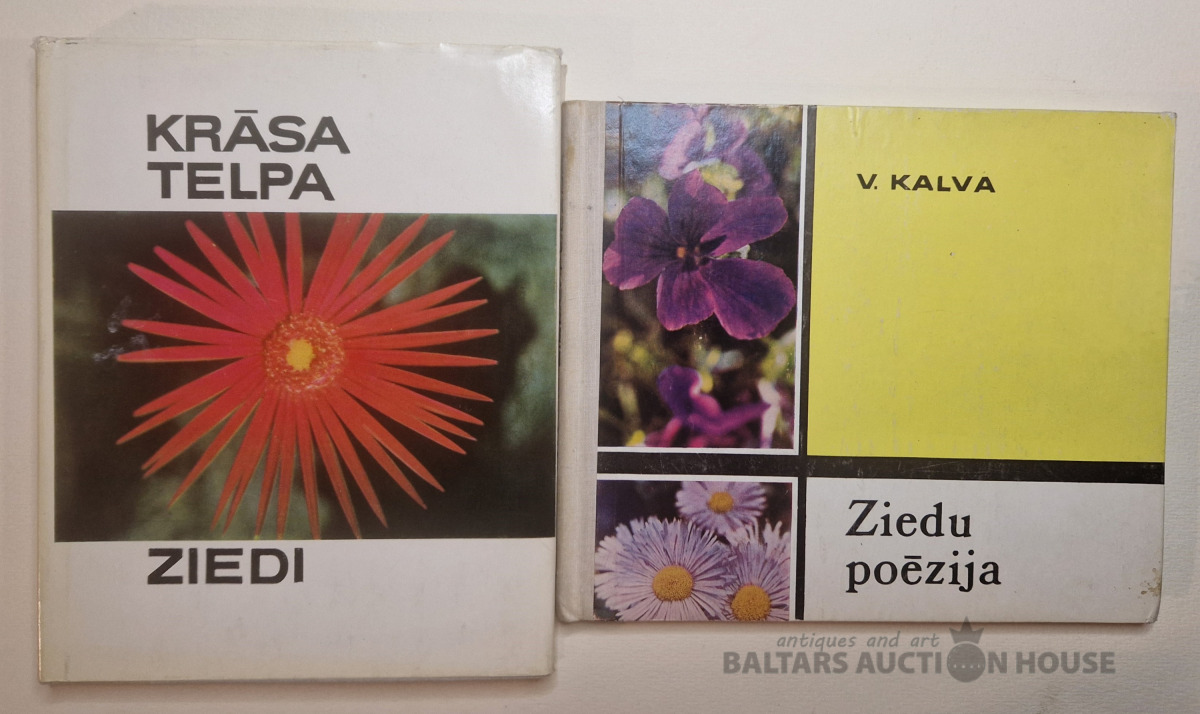 KRĀSA
TELPA
ZIEDI
V. KALVA
Ziedu
poēzija
antiques and art
BALTARS AUCTION HOUSE